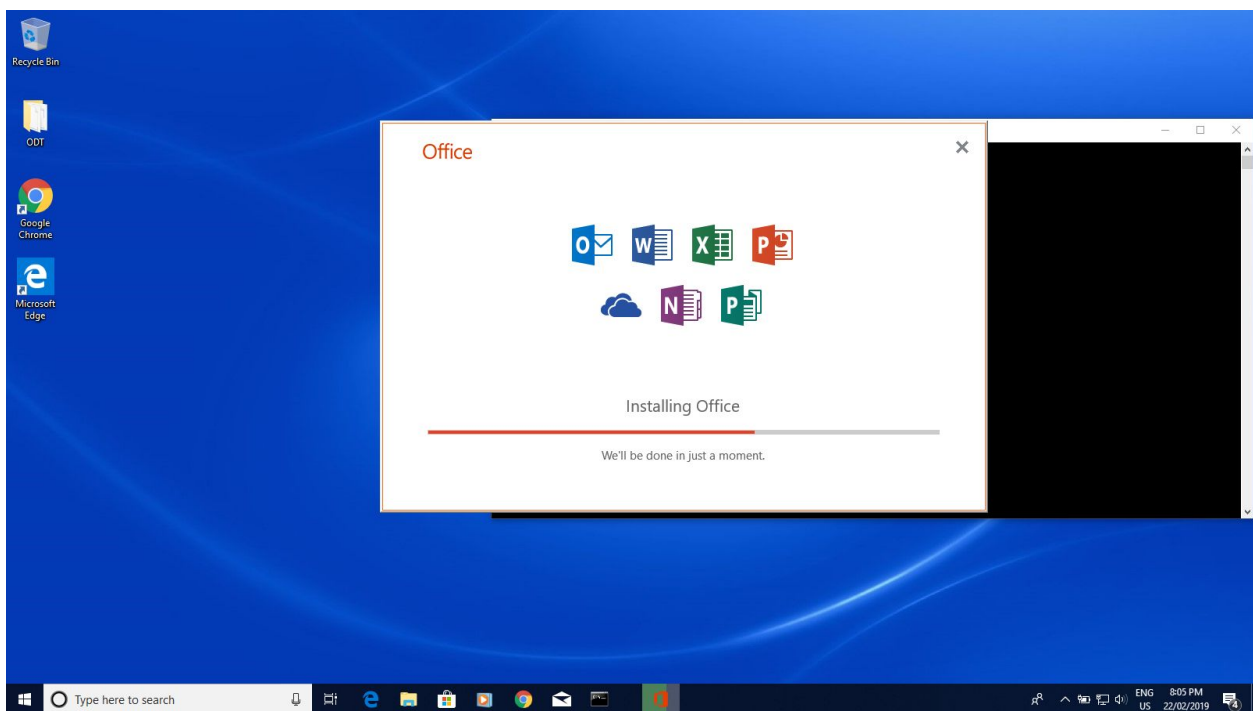 Recycle Bin
ODT
Google
Chrome
Microsoft
Edge
Office
O
W
X
P
N
P
Installing Office
We'll be done in just a moment.
Type here to search
ENG
US
8:05 PM
22/02/2019
4